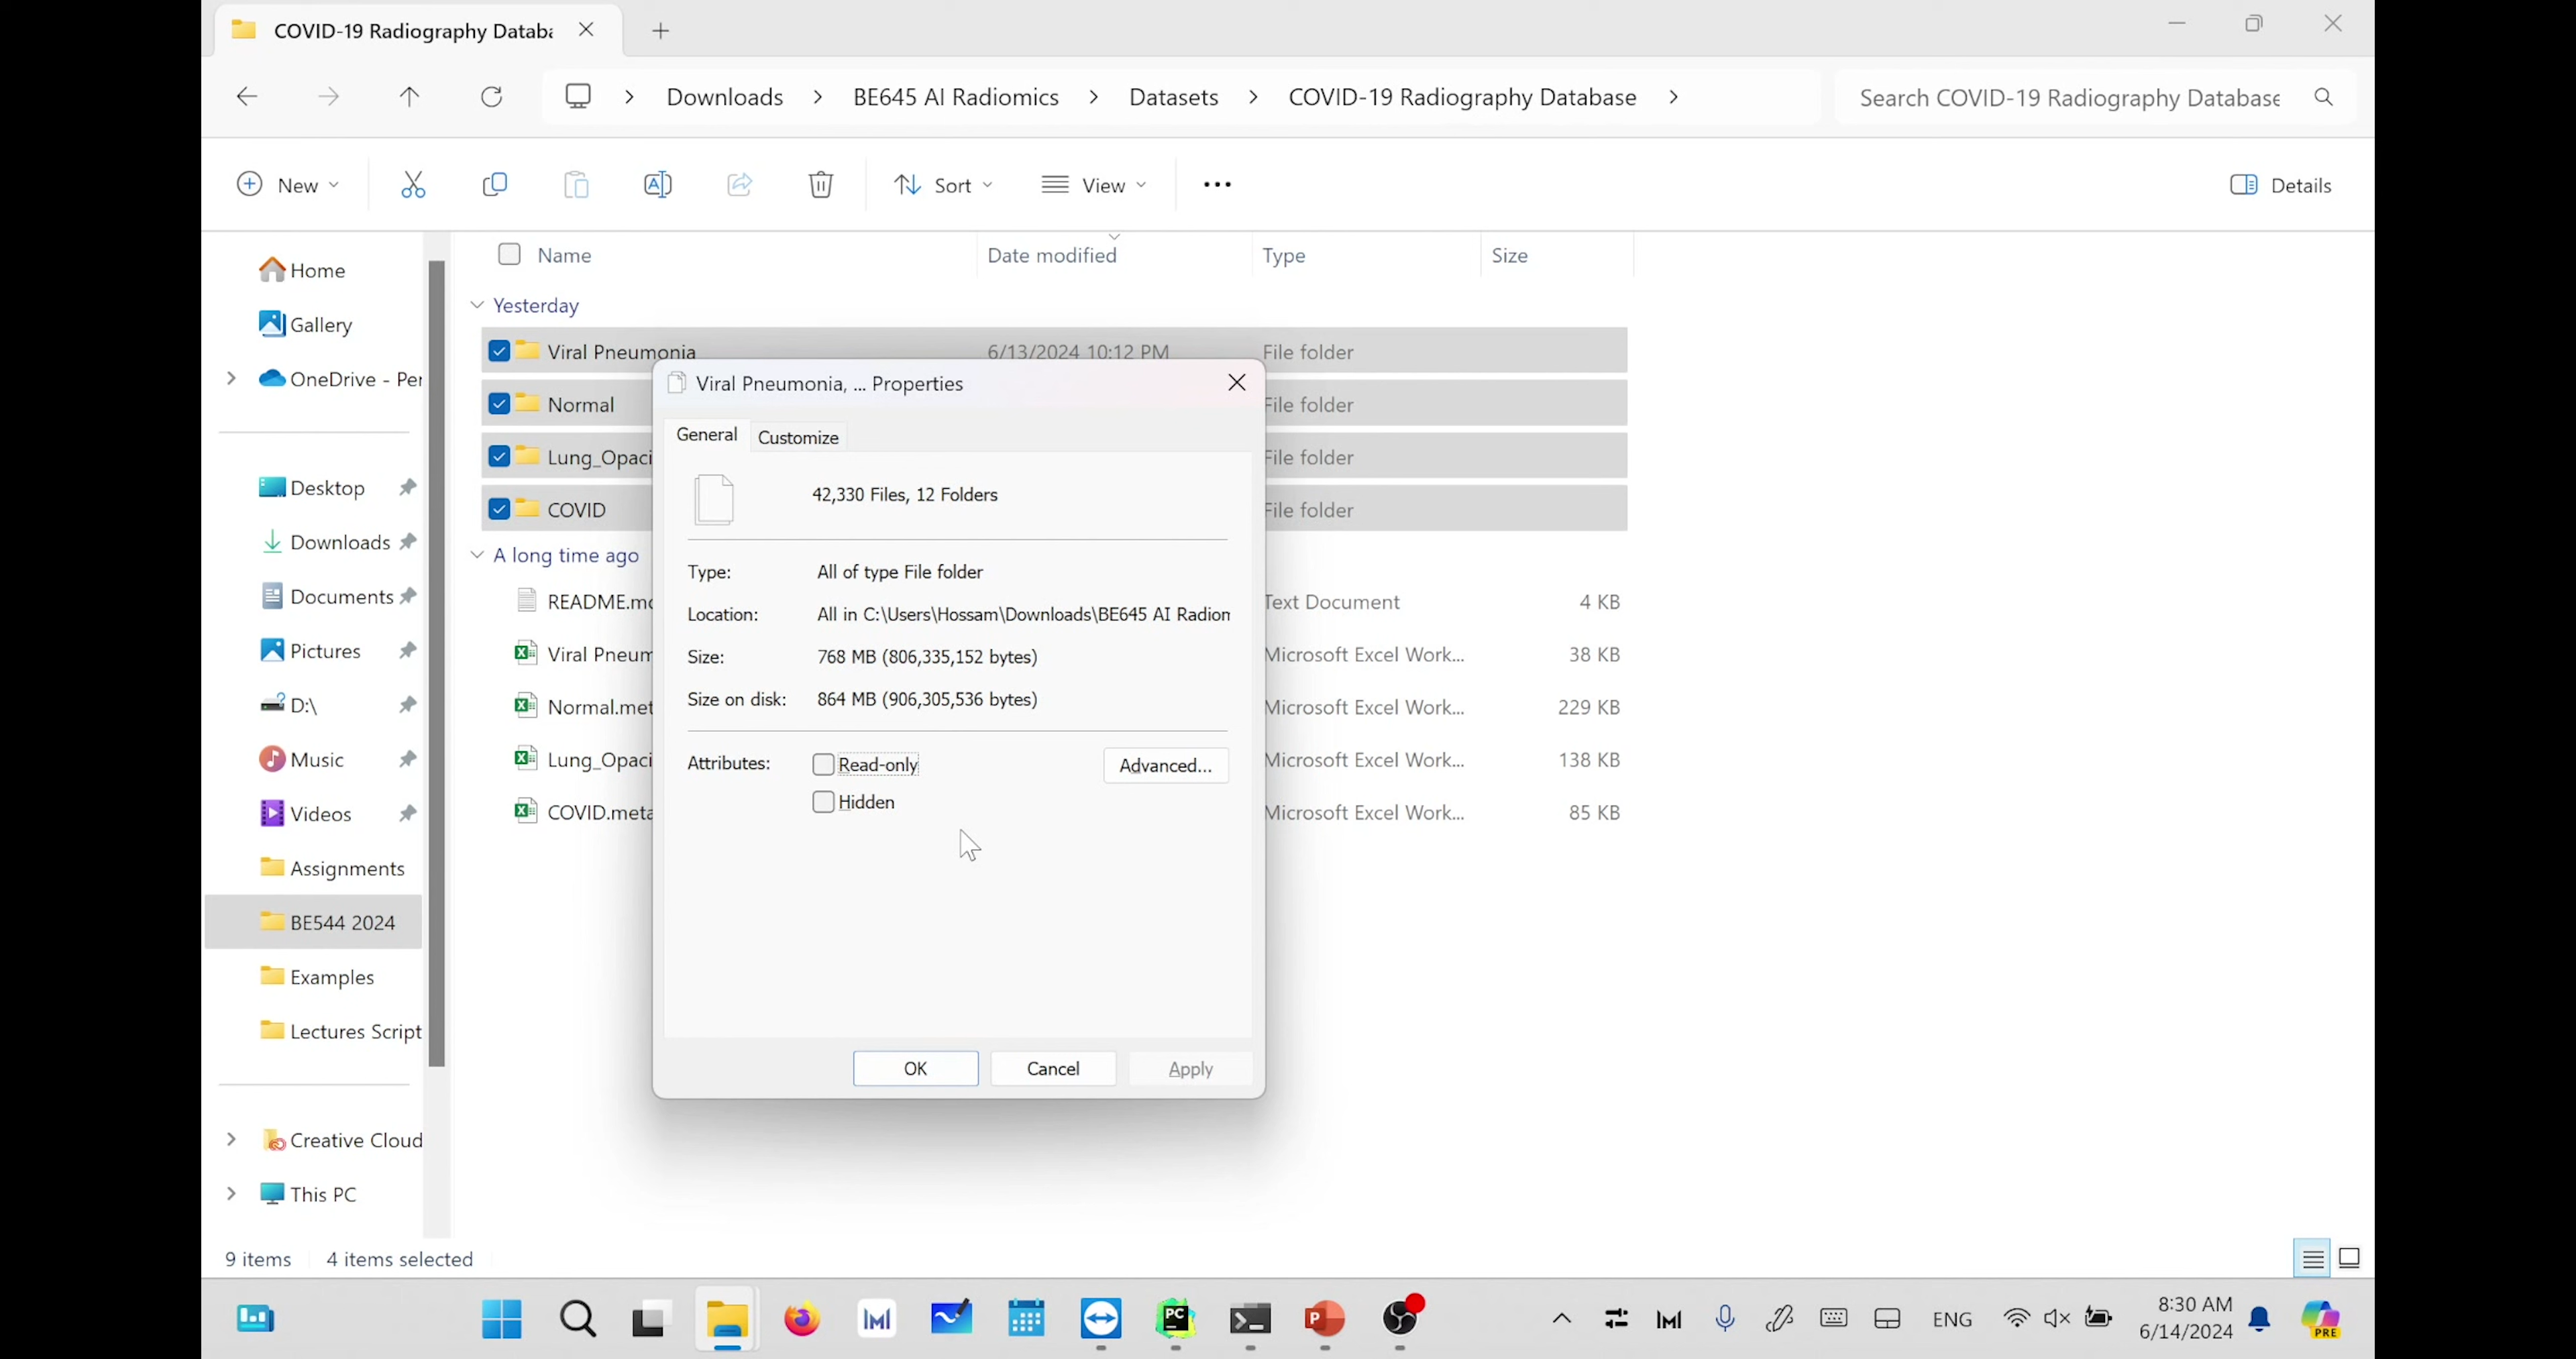 COVID-19 Radiography Databa
Downloads
BE645 AI Radiomics
Datasets
COVID-19 Radiography Database
Search COVID-19 Radiography Database
New
Sort
View
Details
Home
Gallery
OneDrive - Per
Desktop
Downloads
Documents
Pictures
D:\
Music
Videos
Assignments
BE544 2024
Examples
Lectures Script
Creative Cloud
This PC
Name Date modified Type Size
Yesterday
Viral Pneumonia 6/13/2024 10:12 PM File folder
Normal File folder
Lung_Opaci File folder
COVID File folder
A long time ago
README.md Text Document 4 KB
Viral Pneum Microsoft Excel Work... 38 KB
Normal.met Microsoft Excel Work... 229 KB
Lung_Opaci Microsoft Excel Work... 138 KB
COVID.meta Microsoft Excel Work... 85 KB
Viral Pneumonia, ... Properties
General Customize
42,330 Files, 12 Folders
Type: All of type File folder
Location: All in C:\Users\Hossam\Downloads\BE645 AI Radiom
Size: 768 MB (806,335,152 bytes)
Size on disk: 864 MB (906,305,536 bytes)
Attributes: Read-only Advanced...
Hidden
OK Cancel Apply
9 items 4 items selected
PC
P
ENG
8:30 AM
6/14/2024
PRE